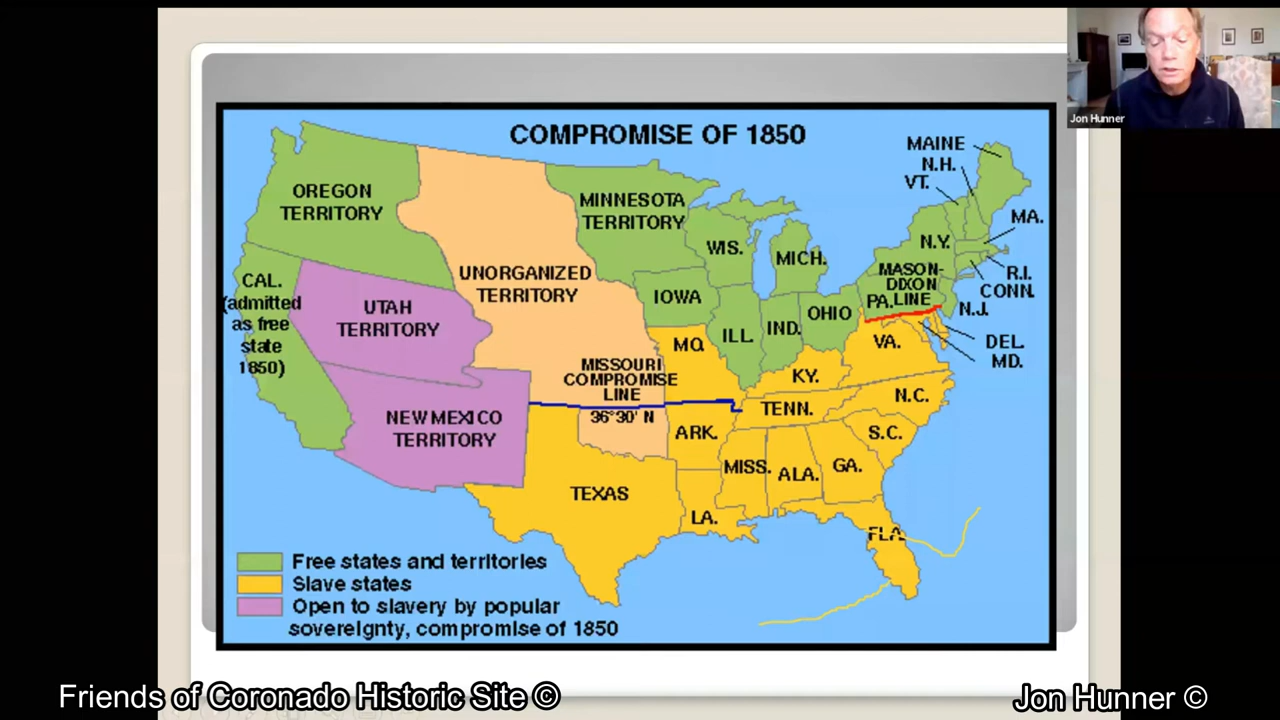 Jon Hunner
COMPROMISE OF 1850
MAINE
N.H.
VT.
MA.
OREGON
TERRITORY
MINNESOTA
TERRITORY
WIS.
MICH.
N.Y.
MASON-
DIXON
LINE
PA.
R.I.
CONN.
N.J.
UNORGANIZED
TERRITORY
CAL.
(admitted
as free
state
1850)
UTAH
TERRITORY
IOWA
ILL.
IND.
OHIO
DEL.
MD.
MO.
VA.
KY.
MISSOURI
COMPROMISE
LINE
36°30' N
NEW MEXICO
TERRITORY
TENN.
N.C.
ARK.
S.C.
MISS.
ALA.
GA.
TEXAS
LA.
FLA.
Free states and territories
Slave states
Open to slavery by popular
sovereignty, compromise of 1850
Friends of Coronado Historic Site ©
Jon Hunner ©